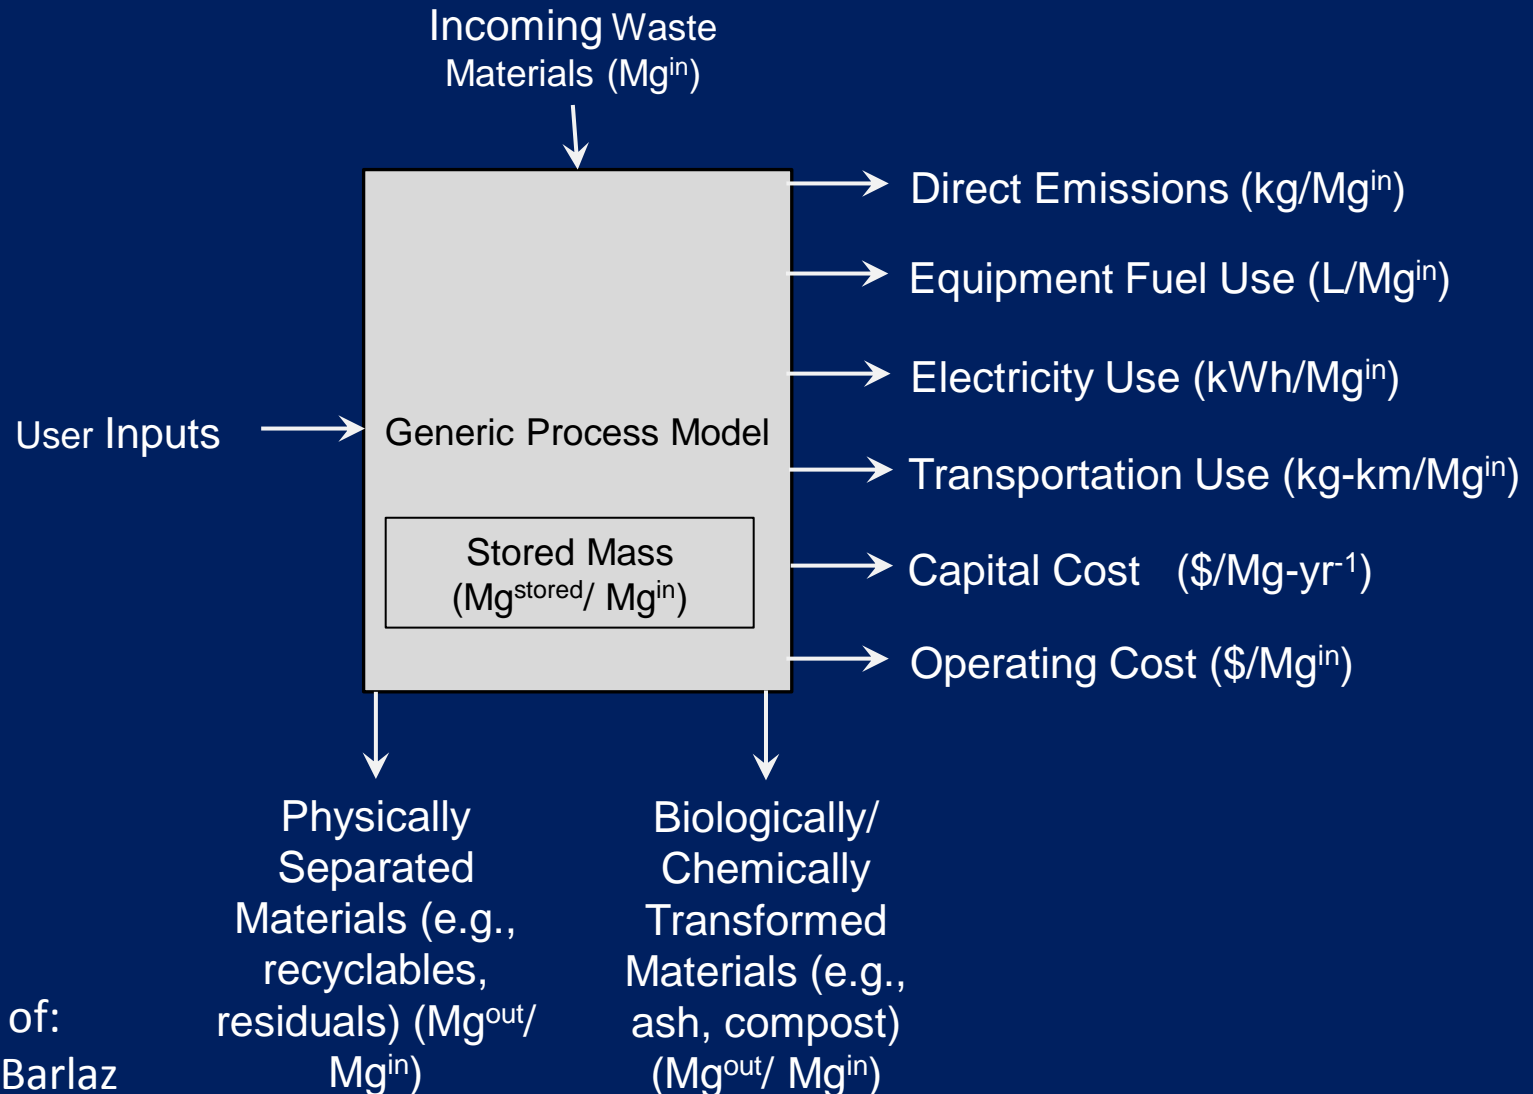 Incoming Waste
Materials (Mgⁱⁿ)
Direct Emissions (kg/Mgⁱⁿ)
Equipment Fuel Use (L/Mgⁱⁿ)
Electricity Use (kWh/Mgⁱⁿ)
User Inputs
Generic Process Model
Transportation Use (kg-km/Mgⁱⁿ)
Stored Mass
(Mgˢᵗᵒʳᵉᵈ/ Mgⁱⁿ)
Capital Cost ($/Mg-yr⁻¹)
Operating Cost ($/Mgⁱⁿ)
Physically
Separated
Materials (e.g.,
recyclables,
residuals) (Mgᵒᵘᵗ/
Mgⁱⁿ)
Biologically/
Chemically
Transformed
Materials (e.g.,
ash, compost)
(Mgᵒᵘᵗ/ Mgⁱⁿ)
of:
Barlaz